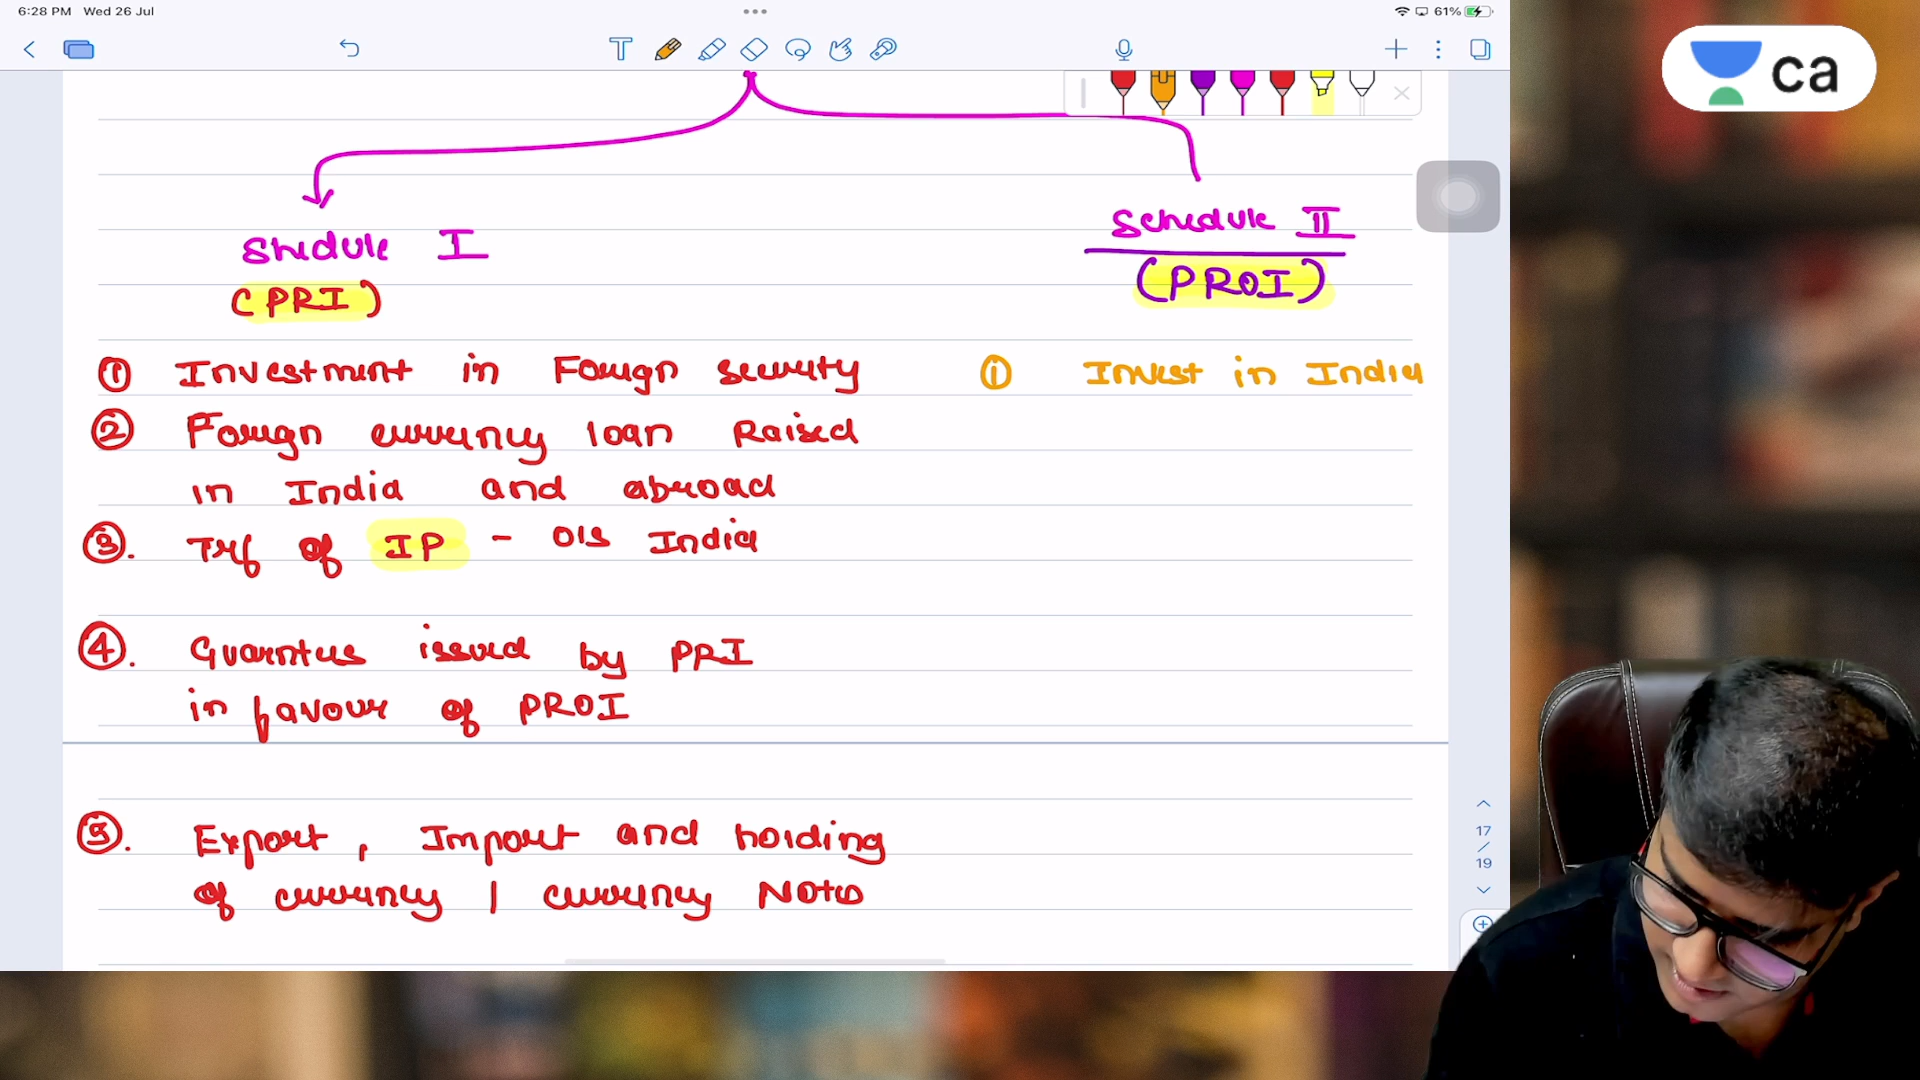 6:28 PM Wed 26 Jul
61%
ca
Shedule I
(PRI)
Schedule II
(PROI)
① Investment in Foreign security
② Foreign currency loan Raised
in India and abroad
③. Trf of IP - O/S India
④. Guarntees issued by PRI
in favour of PROI
⑤. Export, Import and holding
of currency / currency Notes
① Invest in India
17
/
19